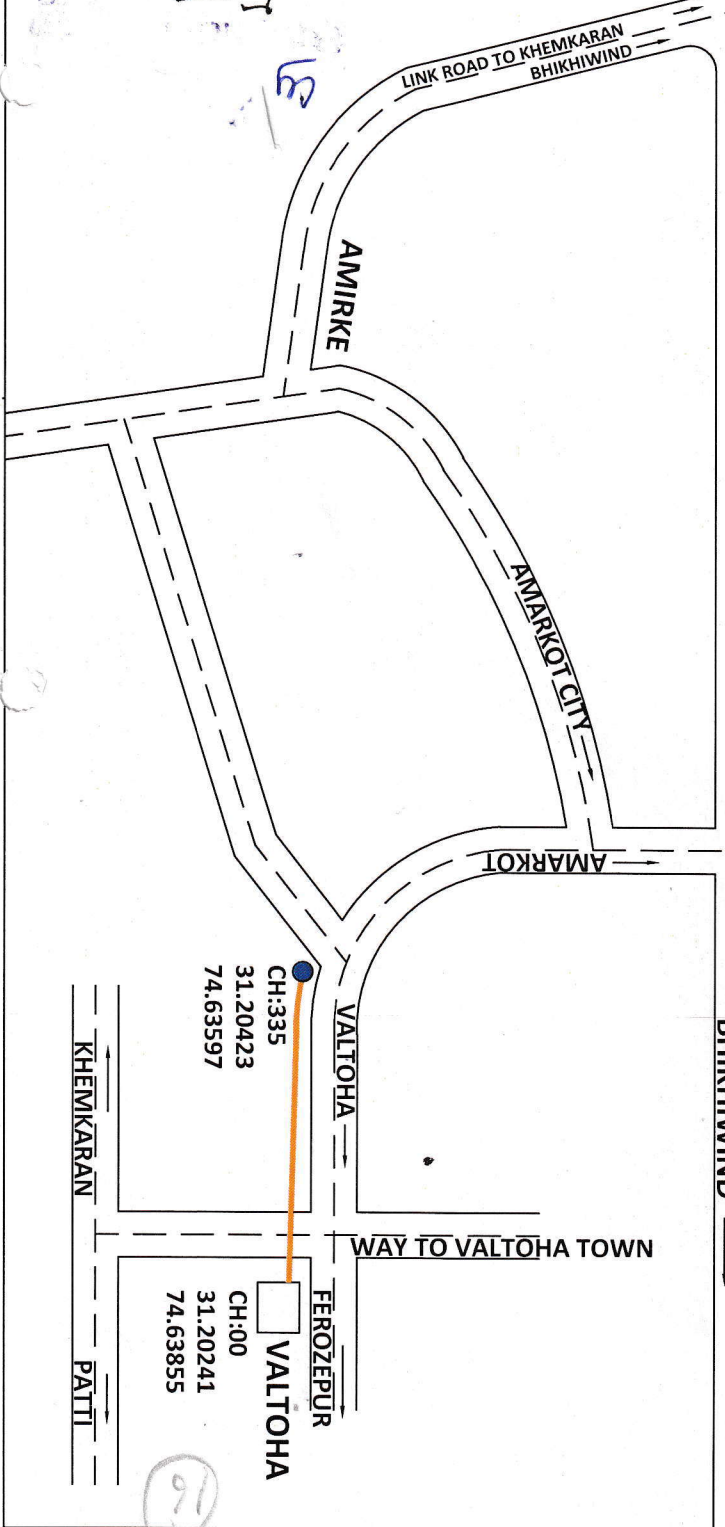 LINK ROAD TO KHEMKARAN
BHIKHIWIND
AMIRKE
AMARKOT CITY
AMARKOT
BHIKHIWIND
VALTOHA
CH:335
31.20423
74.63597
KHEMKARAN
WAY TO VALTOHA TOWN
FEROZEPUR
VALTOHA
CH:00
31.20241
74.63855
PATTI
16